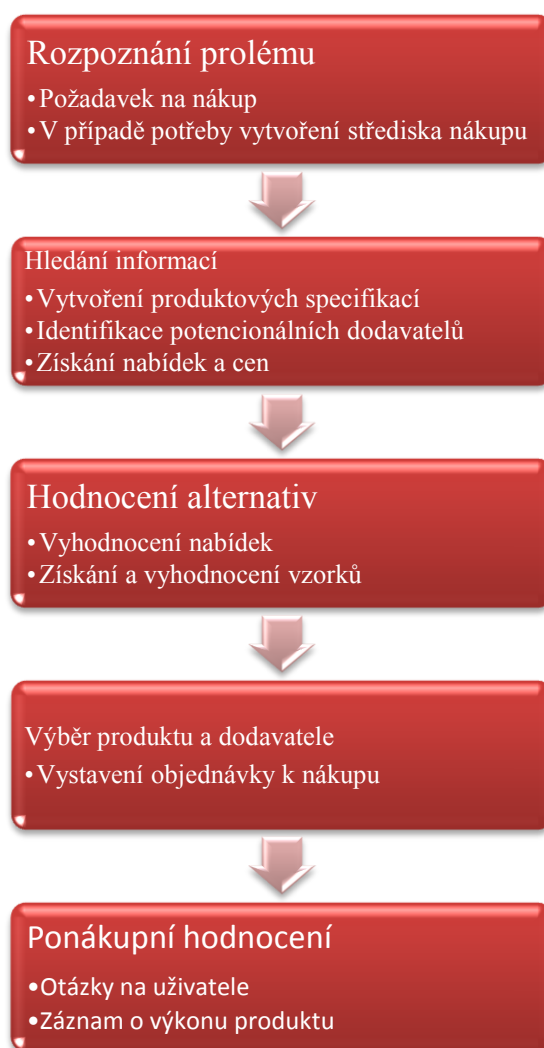 Rozpoznání prolému
•Požadavek na nákup
•V případě potřeby vytvoření střediska nákupu
Hledání informací
•Vytvoření produktových specifikací
•Identifikace potencionálních dodavatelů
•Získání nabídek a cen
Hodnocení alternativ
•Vyhodnocení nabídek
•Získání a vyhodnocení vzorků
Výběr produktu a dodavatele
•Vystavení objednávky k nákupu
Ponákupní hodnocení
•Otázky na uživatele
•Záznam o výkonu produktu